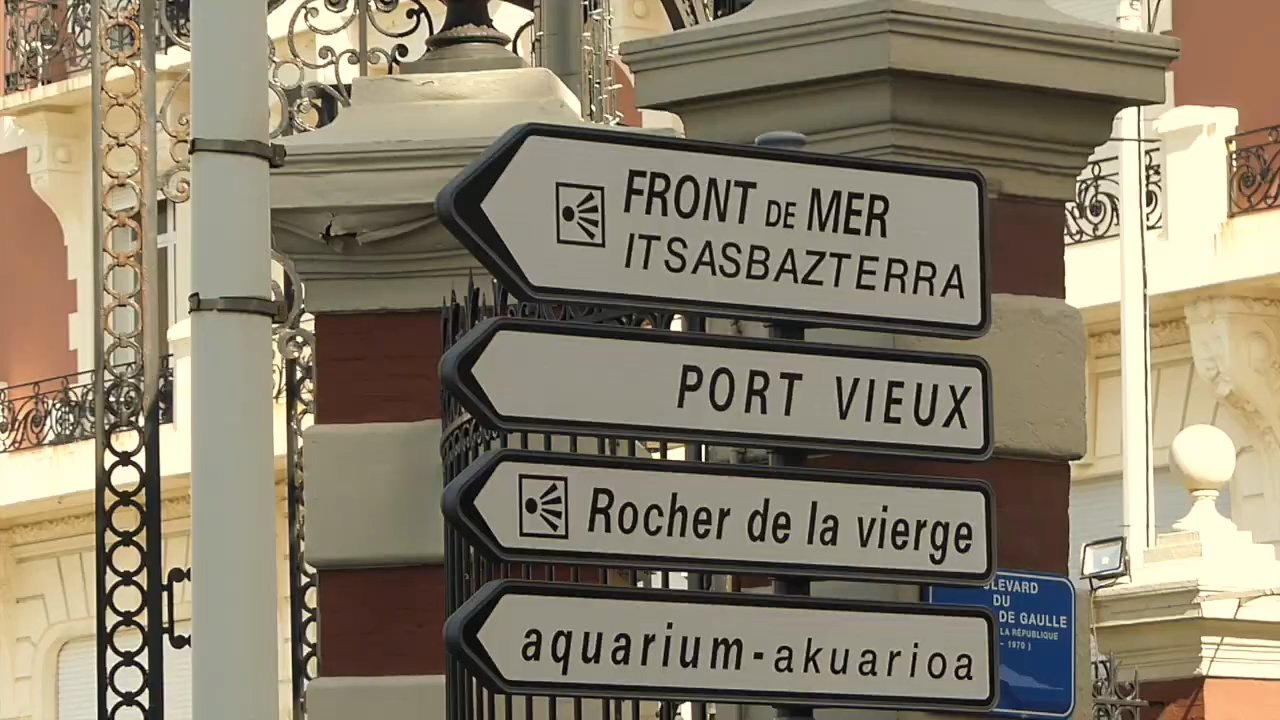 FRONT DE MER
ITSASBAZTERRA
PORT VIEUX
Rocher de la vierge
aquarium-akuarioa
DU
DE GAULLE
LA RÉPUBLIQUE
- 1970 )